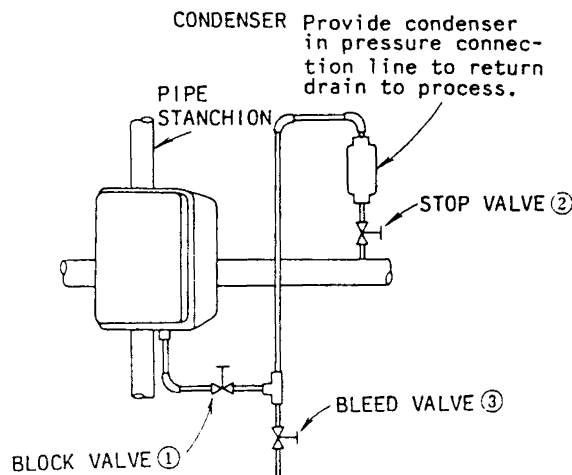 CONDENSER Provide condenser
in pressure connec-
tion line to return
drain to process.
PIPE
STANCHION
STOP VALVE ②
BLEED VALVE ③
BLOCK VALVE ①